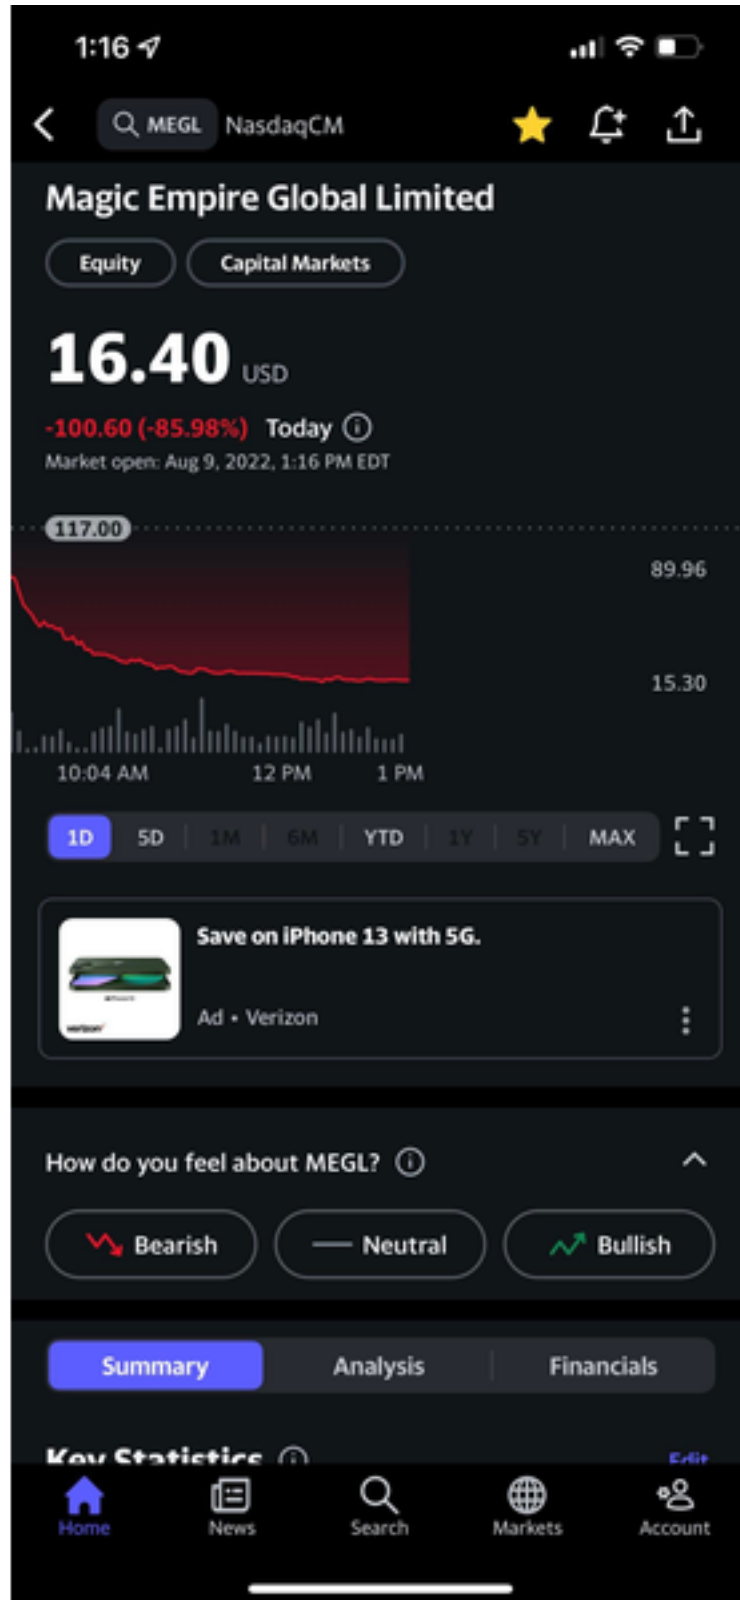 1:16
MEGL NasdaqCM
Magic Empire Global Limited
Equity Capital Markets
16.40 USD
-100.60 (-85.98%) Today
Market open: Aug 9, 2022, 1:16 PM EDT
117.00
89.96
15.30
10:04 AM 12 PM 1 PM
1D 5D 1M 6M YTD 1Y 5Y MAX
Save on iPhone 13 with 5G.
verizon
Ad • Verizon
How do you feel about MEGL?
Bearish Neutral Bullish
Summary Analysis Financials
Key Statistics Edit
Home News Search Markets Account